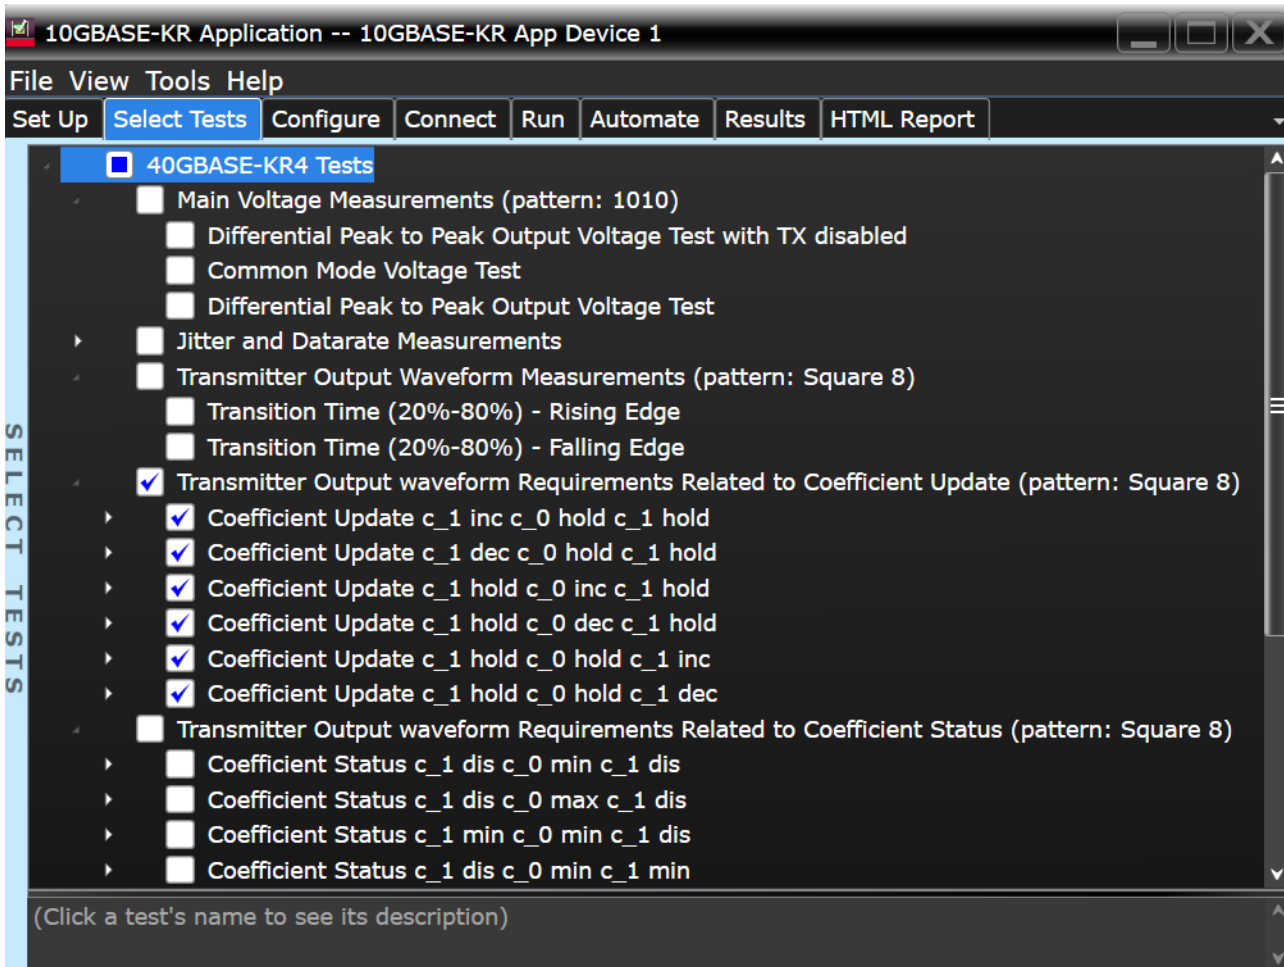 10GBASE-KR Application -- 10GBASE-KR App Device 1
File View Tools Help
Set Up Select Tests Configure Connect Run Automate Results HTML Report
SELECT TESTS
40GBASE-KR4 Tests
Main Voltage Measurements (pattern: 1010)
Differential Peak to Peak Output Voltage Test with TX disabled
Common Mode Voltage Test
Differential Peak to Peak Output Voltage Test
Jitter and Datarate Measurements
Transmitter Output Waveform Measurements (pattern: Square 8)
Transition Time (20%-80%) - Rising Edge
Transition Time (20%-80%) - Falling Edge
Transmitter Output waveform Requirements Related to Coefficient Update (pattern: Square 8)
Coefficient Update c_1 inc c_0 hold c_1 hold
Coefficient Update c_1 dec c_0 hold c_1 hold
Coefficient Update c_1 hold c_0 inc c_1 hold
Coefficient Update c_1 hold c_0 dec c_1 hold
Coefficient Update c_1 hold c_0 hold c_1 inc
Coefficient Update c_1 hold c_0 hold c_1 dec
Transmitter Output waveform Requirements Related to Coefficient Status (pattern: Square 8)
Coefficient Status c_1 dis c_0 min c_1 dis
Coefficient Status c_1 dis c_0 max c_1 dis
Coefficient Status c_1 min c_0 min c_1 dis
Coefficient Status c_1 dis c_0 min c_1 min
(Click a test's name to see its description)